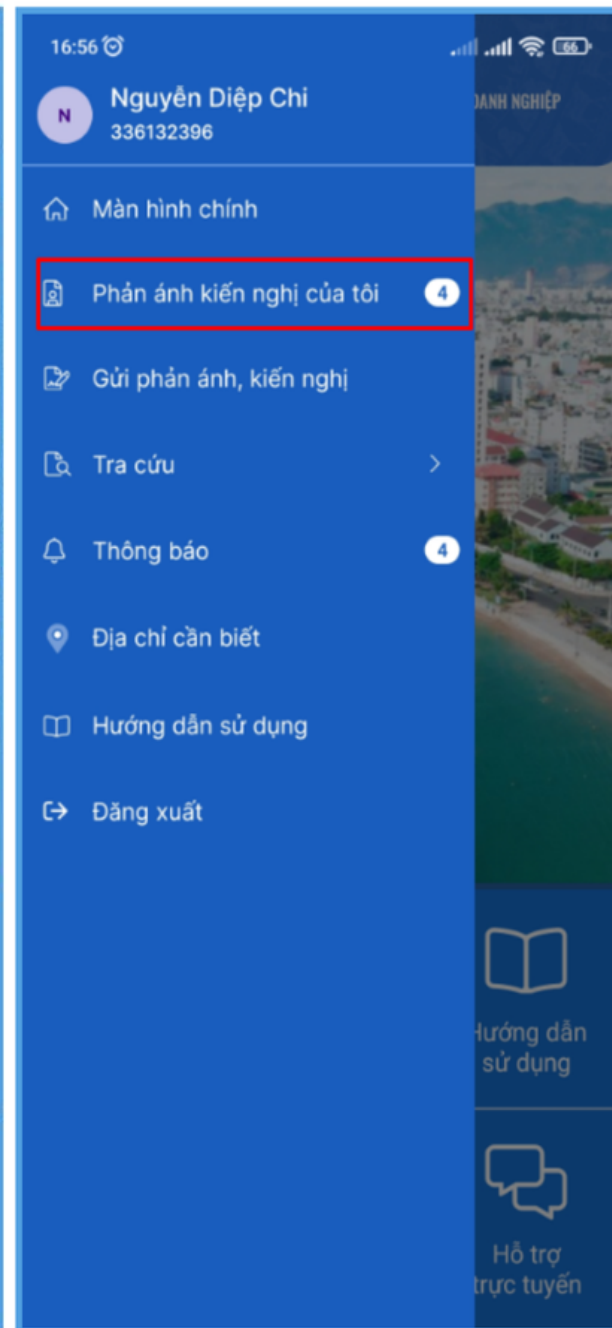 16:56
66
N
Nguyễn Diệp Chi
336132396
NGHIỆP
Màn hình chính
Phản ánh kiến nghị của tôi
4
Gửi phản ánh, kiến nghị
Tra cứu
Thông báo
4
Địa chỉ cần biết
Hướng dẫn sử dụng
Đăng xuất
Hướng dẫn
sử dụng
Hỗ trợ
trực tuyến